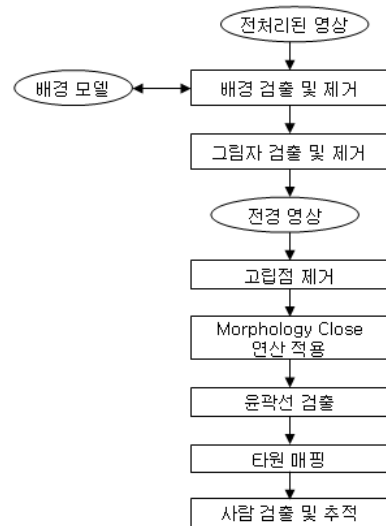 전처리된 영상
배경 모델
배경 검출 및 제거
그림자 검출 및 제거
전경 영상
고립점 제거
Morphology Close
연산 적용
윤곽선 검출
타원 매핑
사람 검출 및 추적